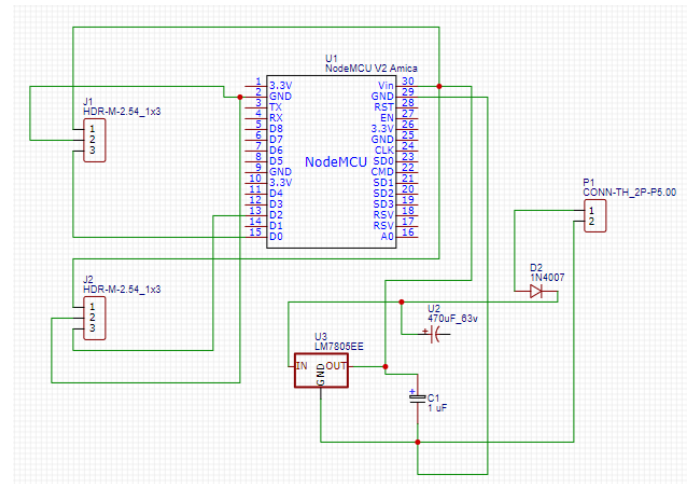 U1
NodeMCU V2 Amica
1 3.3V
2 GND
3 TX
4 RX
5 D8
6 D7
7 D6
8 D5
9 GND
10 3.3V
11 D4
12 D3
13 D2
14 D1
15 D0
Vin 30
GND 29
RST 28
EN 27
3.3V 26
GND 25
CLK 24
SD0 23
CMD 22
SD1 21
SD2 20
SD3 19
RSV 18
RSV 17
A0 16
NodeMCU
J1
HDR-M-2.54_1x3
1
2
3
P1
CONN-TH_2P-P5.00
1
2
D2
1N4007
J2
HDR-M-2.54_1x3
1
2
3
U2
470uF_63v
+
U3
LM7805EE
IN
GND
OUT
+
C1
1 uF